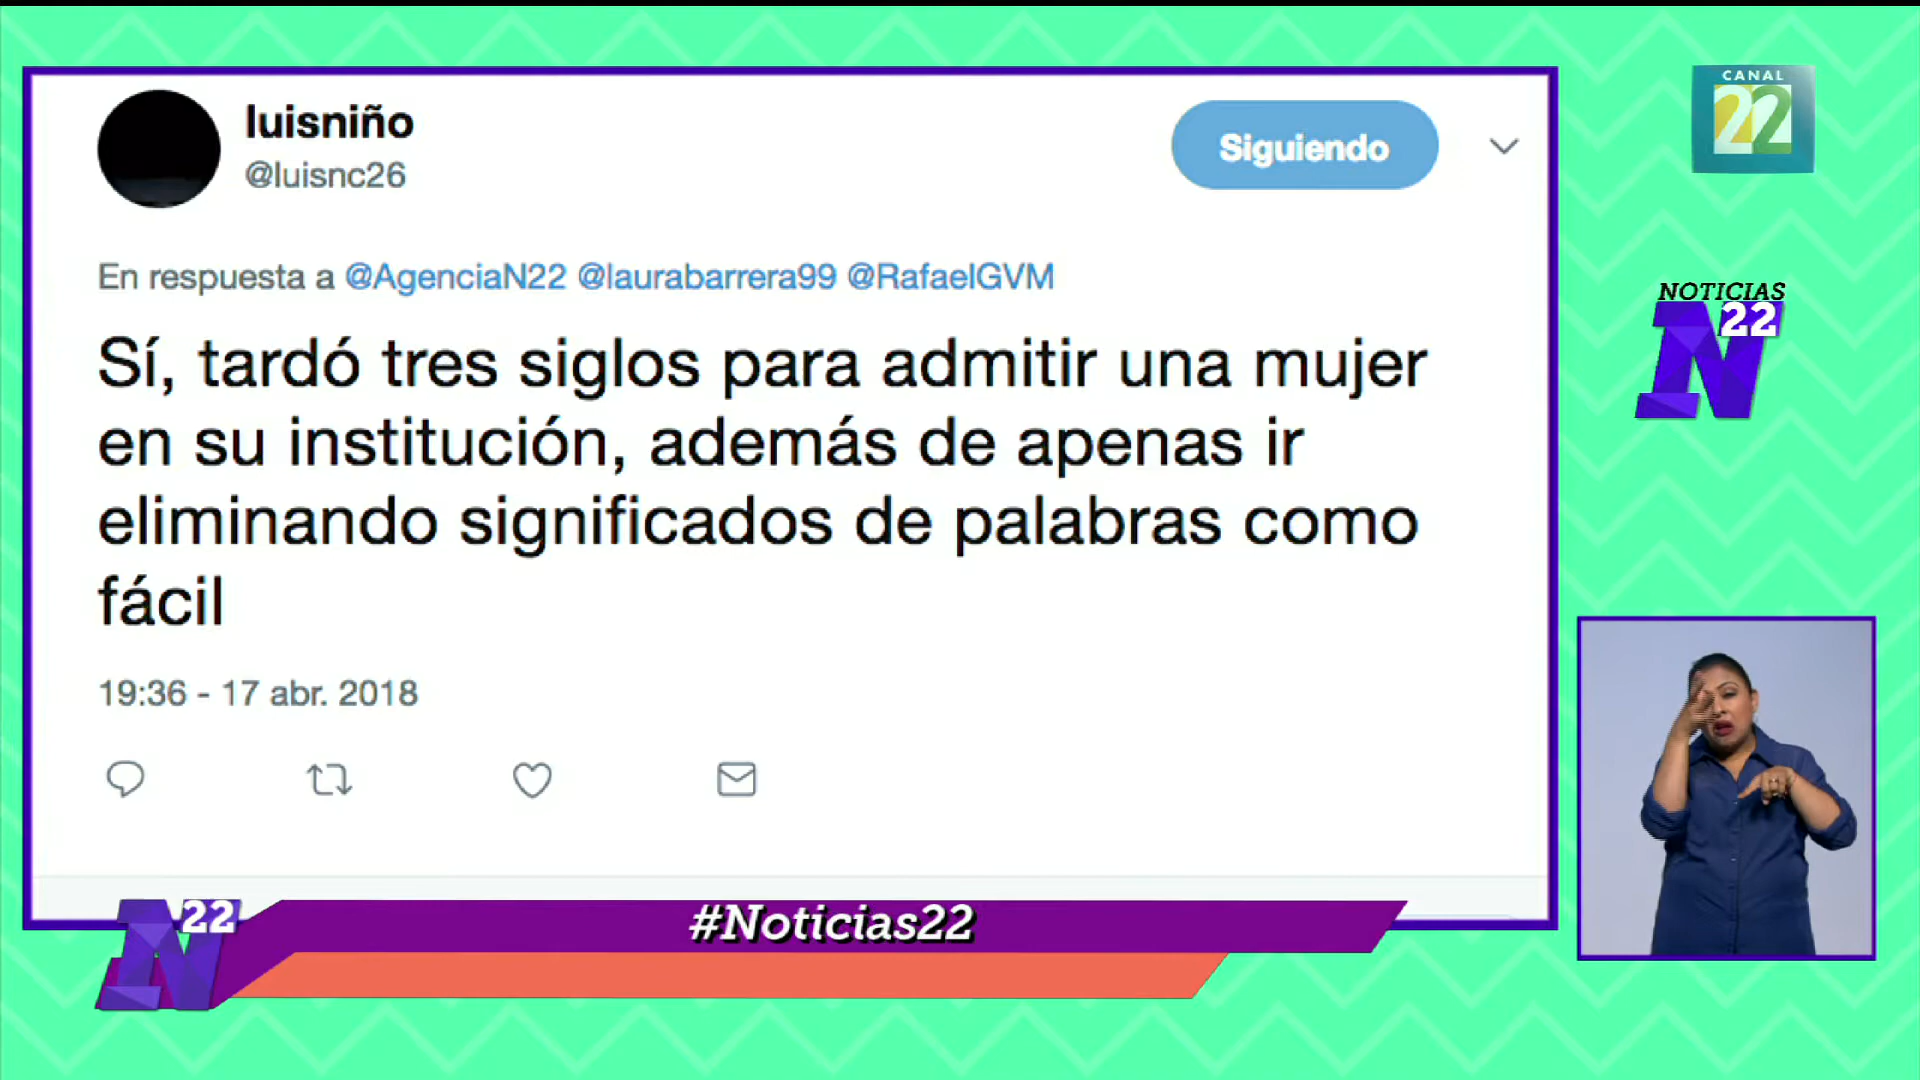 luisniño
@luisnc26
Siguiendo
En respuesta a @AgenciaN22 @laurabarrera99 @RafaelGVM
Sí, tardó tres siglos para admitir una mujer
en su institución, además de apenas ir
eliminando significados de palabras como
fácil
19:36 - 17 abr. 2018
CANAL
22
NOTICIAS
N22
N22
#Noticias22